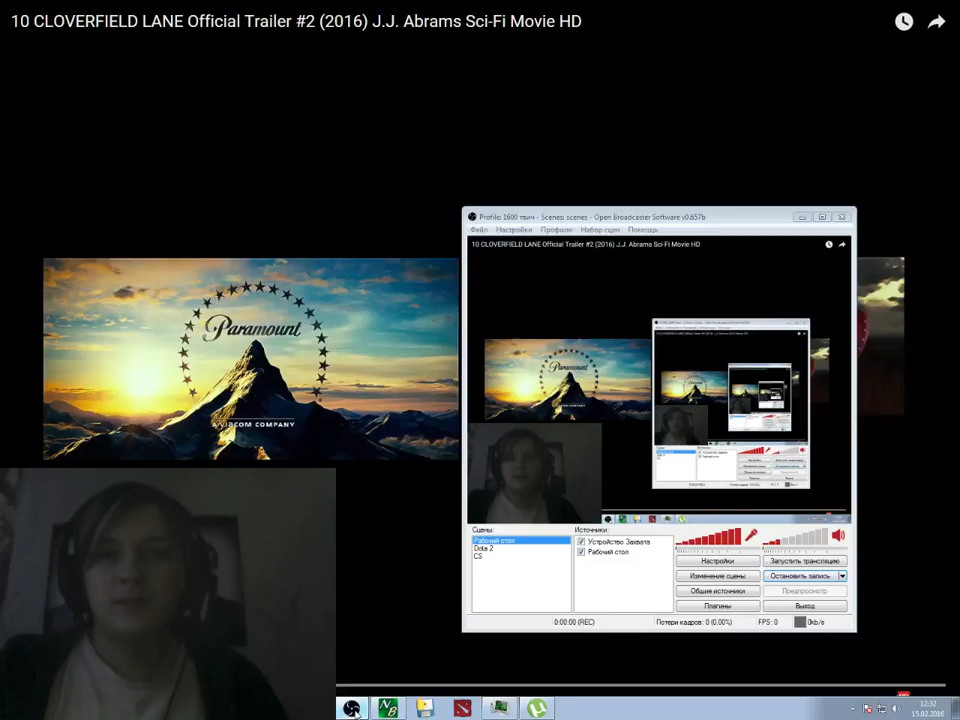 10 CLOVERFIELD LANE Official Trailer #2 (2016) J.J. Abrams Sci-Fi Movie HD
Profile: 1600 твич - Scenes: scenes - Open Broadcaster Software v0.657b
Файл Настройки Профили Набор сцен Помощь
10 CLOVERFIELD LANE Official Trailer #2 (2016) J.J. Abrams Sci-Fi Movie HD
Paramount
A VIACOM COMPANY
Paramount
Сцены:
Рабочий стол
Dota 2
CS
Источники:
Устройство Захвата
Рабочий стол
Настройки
Запустить трансляцию
Изменение сцены
Остановить запись
Общие источники
Предпросмотр
Плагины
Выход
0:00:00 (REC)
Потери кадров: 0 (0,00%)
FPS: 0
0kb/s
12:32
15.02.2016